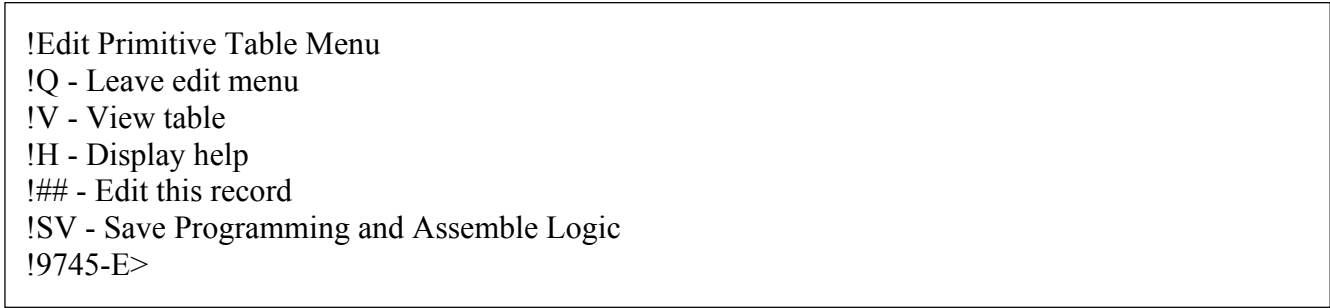 !Edit Primitive Table Menu
!Q - Leave edit menu
!V - View table
!H - Display help
!## - Edit this record
!SV - Save Programming and Assemble Logic
!9745-E>